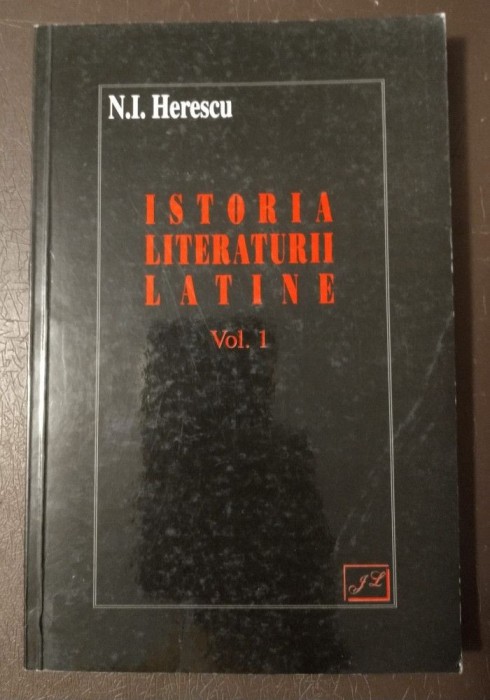 N.I. Herescu
ISTORIA
LITERATURII
LATINE
Vol. 1
JL